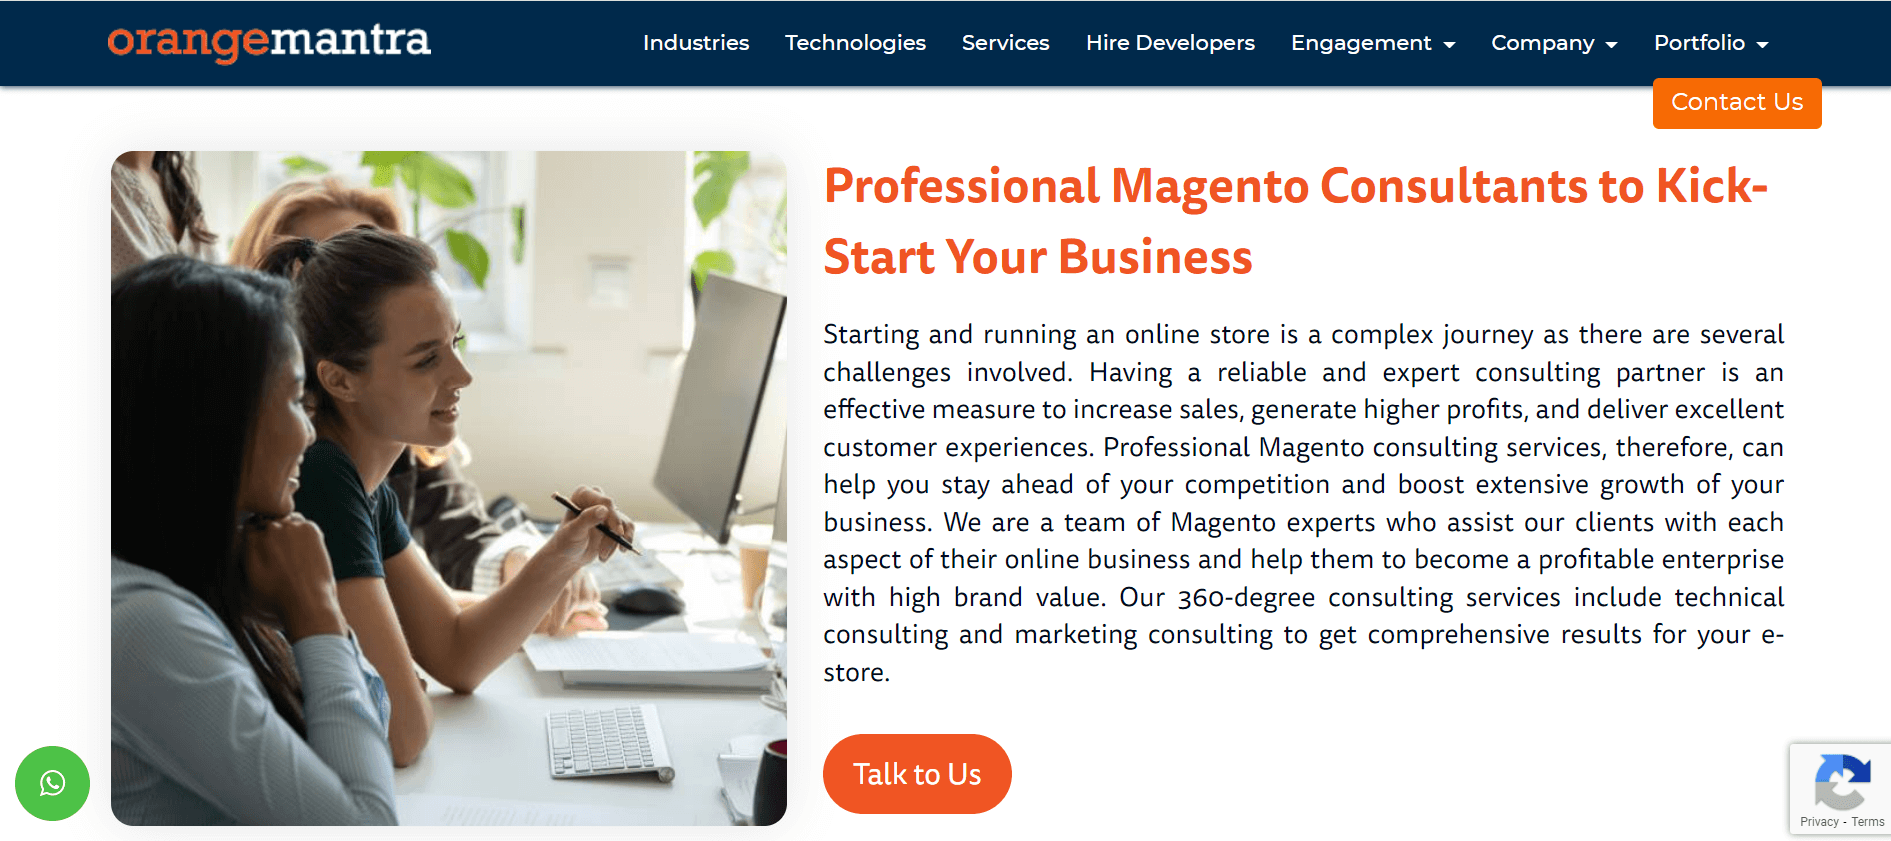 orangemantra
Industries Technologies Services Hire Developers Engagement Company Portfolio
Contact Us
Professional Magento Consultants to Kick-
Start Your Business
Starting and running an online store is a complex journey as there are several
challenges involved. Having a reliable and expert consulting partner is an
effective measure to increase sales, generate higher profits, and deliver excellent
customer experiences. Professional Magento consulting services, therefore, can
help you stay ahead of your competition and boost extensive growth of your
business. We are a team of Magento experts who assist our clients with each
aspect of their online business and help them to become a profitable enterprise
with high brand value. Our 360-degree consulting services include technical
consulting and marketing consulting to get comprehensive results for your e-
store.
Talk to Us
Privacy - Terms